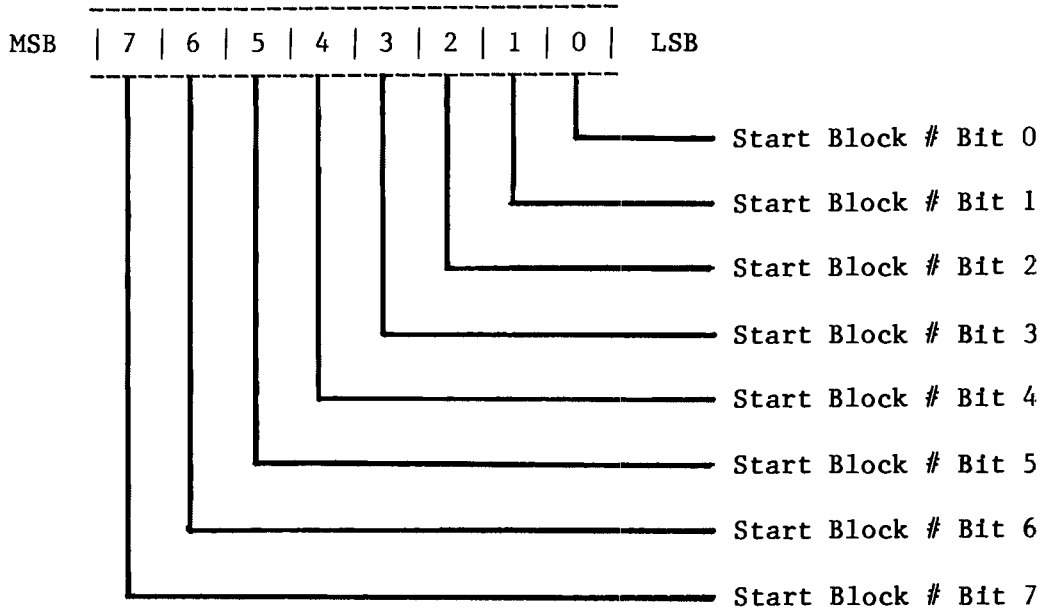 MSB | 7 | 6 | 5 | 4 | 3 | 2 | 1 | 0 | LSB
Start Block # Bit 0
Start Block # Bit 1
Start Block # Bit 2
Start Block # Bit 3
Start Block # Bit 4
Start Block # Bit 5
Start Block # Bit 6
Start Block # Bit 7